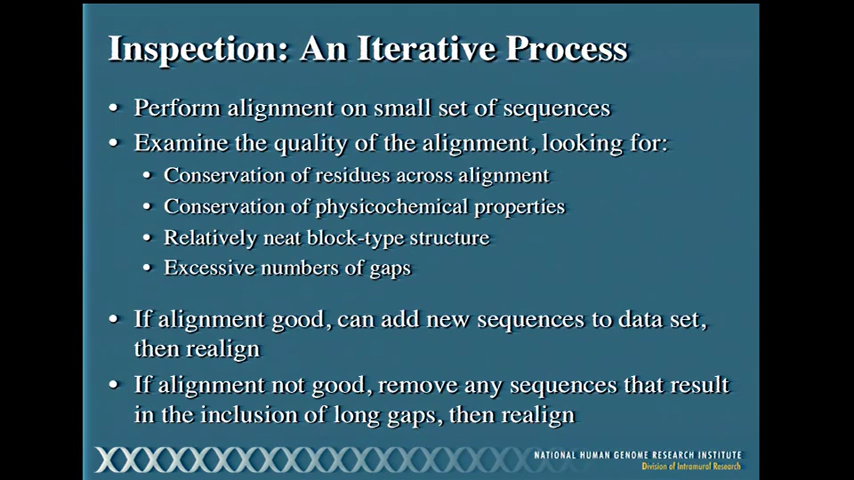 Inspection: An Iterative Process
• Perform alignment on small set of sequences
• Examine the quality of the alignment, looking for:
• Conservation of residues across alignment
• Conservation of physicochemical properties
• Relatively neat block-type structure
• Excessive numbers of gaps
• If alignment good, can add new sequences to data set,
then realign
• If alignment not good, remove any sequences that result
in the inclusion of long gaps, then realign
NATIONAL HUMAN GENOME RESEARCH INSTITUTE
Division of Intramural Research